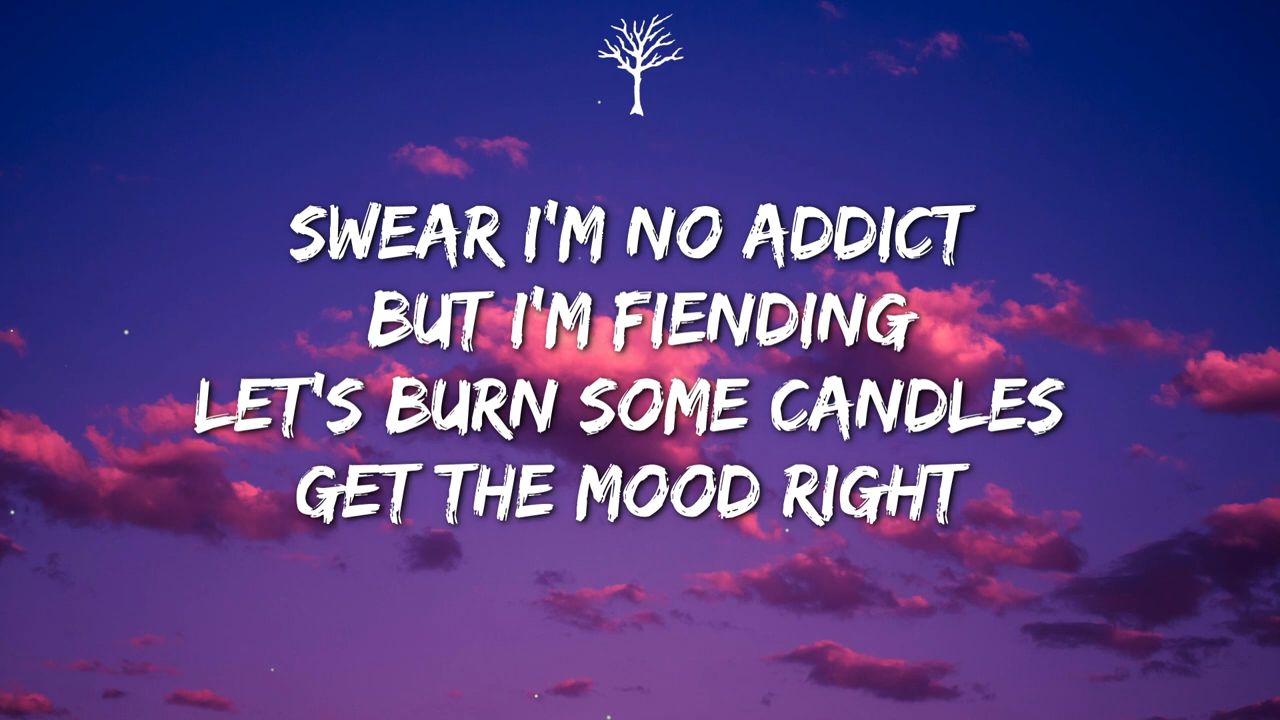 SWEAR I'M NO ADDICT
BUT I'M FIENDING
LET'S BURN SOME CANDLES
GET THE MOOD RIGHT